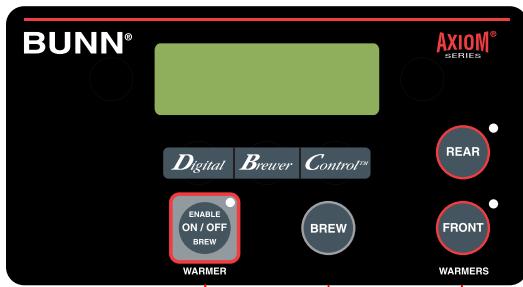 BUNN®
AXIOM®
SERIES
Digital Brewer Control™
REAR
ENABLE
ON / OFF
BREW
BREW
FRONT
WARMER
WARMERS